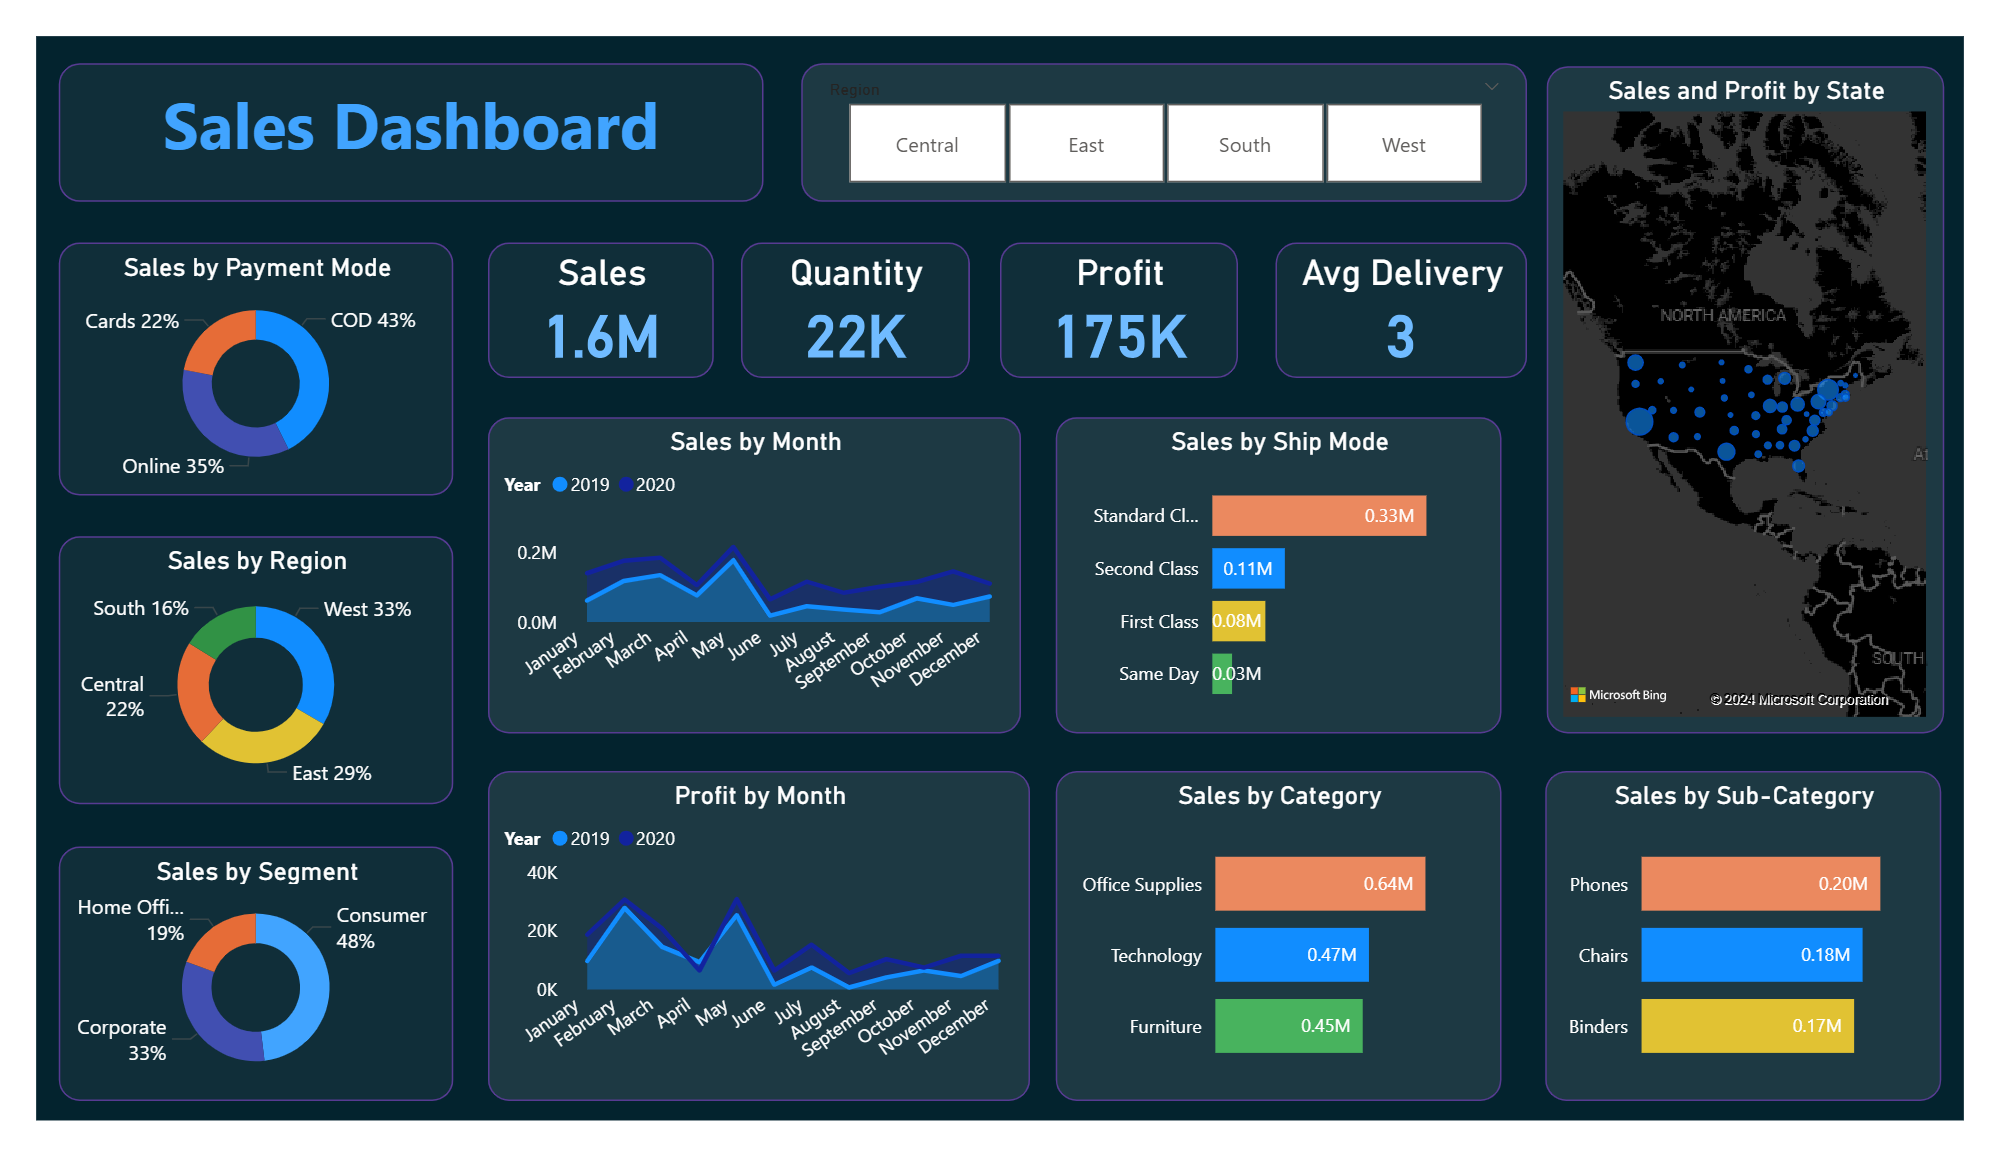 Sales Dashboard
Region
Central
East
South
West
Sales and Profit by State
NORTH AMERICA
At
SOUTH
Microsoft Bing
© 2024 Microsoft Corporation
Sales by Payment Mode
Cards 22%
COD 43%
Online 35%
Sales
1.6M
Quantity
22K
Profit
175K
Avg Delivery
3
Sales by Region
South 16%
West 33%
Central
22%
East 29%
Sales by Month
Year 2019 2020
0.2M
0.0M
January
February
March
April
May
June
July
August
September
October
November
December
Sales by Ship Mode
Standard Cl... 0.33M
Second Class 0.11M
First Class 0.08M
Same Day 0.03M
Sales by Segment
Home Offi...
19%
Consumer
48%
Corporate
33%
Profit by Month
Year 2019 2020
40K
20K
0K
January
February
March
April
May
June
July
August
September
October
November
December
Sales by Category
Office Supplies 0.64M
Technology 0.47M
Furniture 0.45M
Sales by Sub-Category
Phones 0.20M
Chairs 0.18M
Binders 0.17M